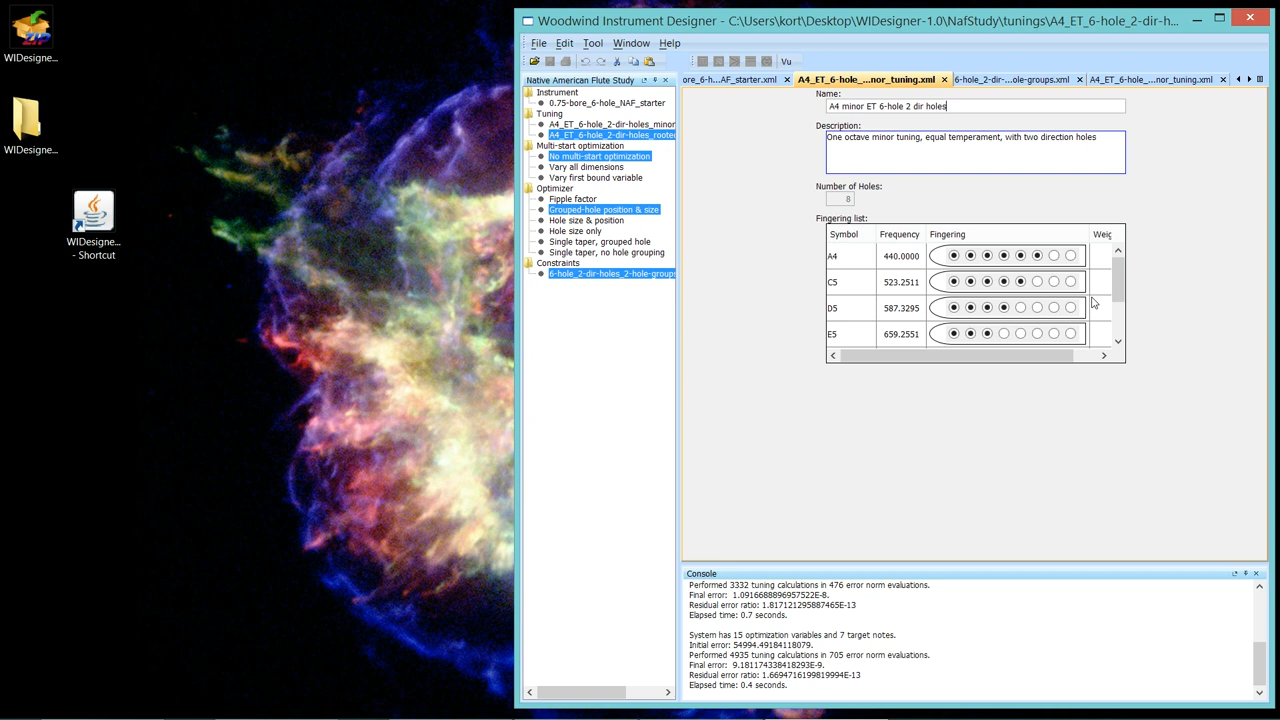 WIDesigne...
WIDesigne...
WIDesigne...
- Shortcut
Woodwind Instrument Designer - C:\Users\kort\Desktop\WIDesigner-1.0\NafStudy\tunings\A4_ET_6-hole_2-dir-h...
File Edit Tool Window Help
Vu
Native American Flute Study
Instrument
0.75-bore_6-hole_NAF_starter
Tuning
A4_ET_6-hole_2-dir-holes_minor
A4_ET_6-hole_2-dir-holes_rooted
Multi-start optimization
No multi-start optimization
Vary all dimensions
Vary first bound variable
Optimizer
Fipple factor
Grouped-hole position & size
Hole size & position
Hole size only
Single taper, grouped hole
Single taper, no hole grouping
Constraints
6-hole_2-dir-holes_2-hole-groups
ore_6-h...AF_starter.xml A4_ET_6-hole_...nor_tuning.xml 6-hole_2-dir-...ole-groups.xml A4_ET_6-hole_...nor_tuning.xml
Name:
A4 minor ET 6-hole 2 dir holes
Description:
One octave minor tuning, equal temperament, with two direction holes
Number of Holes:
8
Fingering list:
Symbol Frequency Fingering Weig
A4 440.0000
C5 523.2511
D5 587.3295
E5 659.2551
Console
Performed 3332 tuning calculations in 476 error norm evaluations.
Final error: 1.0916688896957522E-8.
Residual error ratio: 1.817121295887465E-13
Elapsed time: 0.7 seconds.
System has 15 optimization variables and 7 target notes.
Initial error: 54994.49184118079.
Performed 4935 tuning calculations in 705 error norm evaluations.
Final error: 9.181174338418293E-9.
Residual error ratio: 1.6694716199819994E-13
Elapsed time: 0.4 seconds.